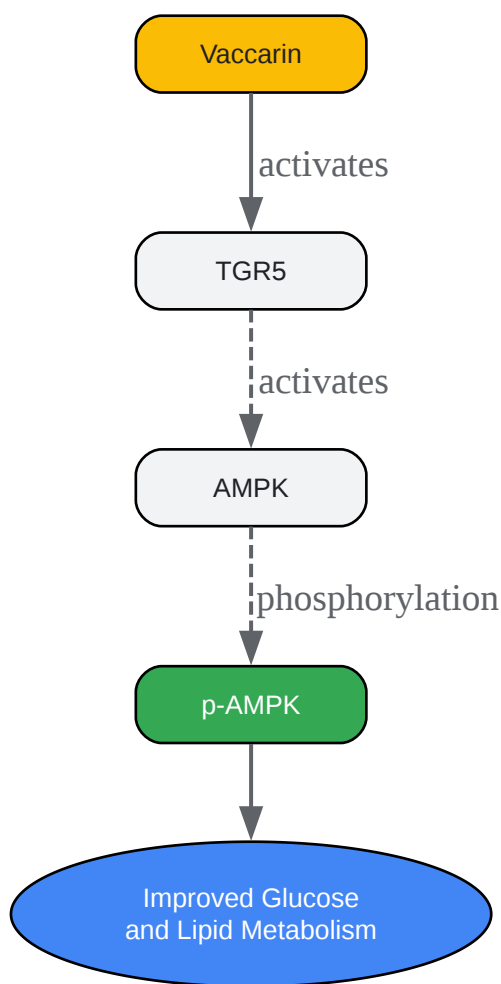 Vaccarin
activates
TGR5
activates
AMPK
phosphorylation
p-AMPK
Improved Glucose
and Lipid Metabolism